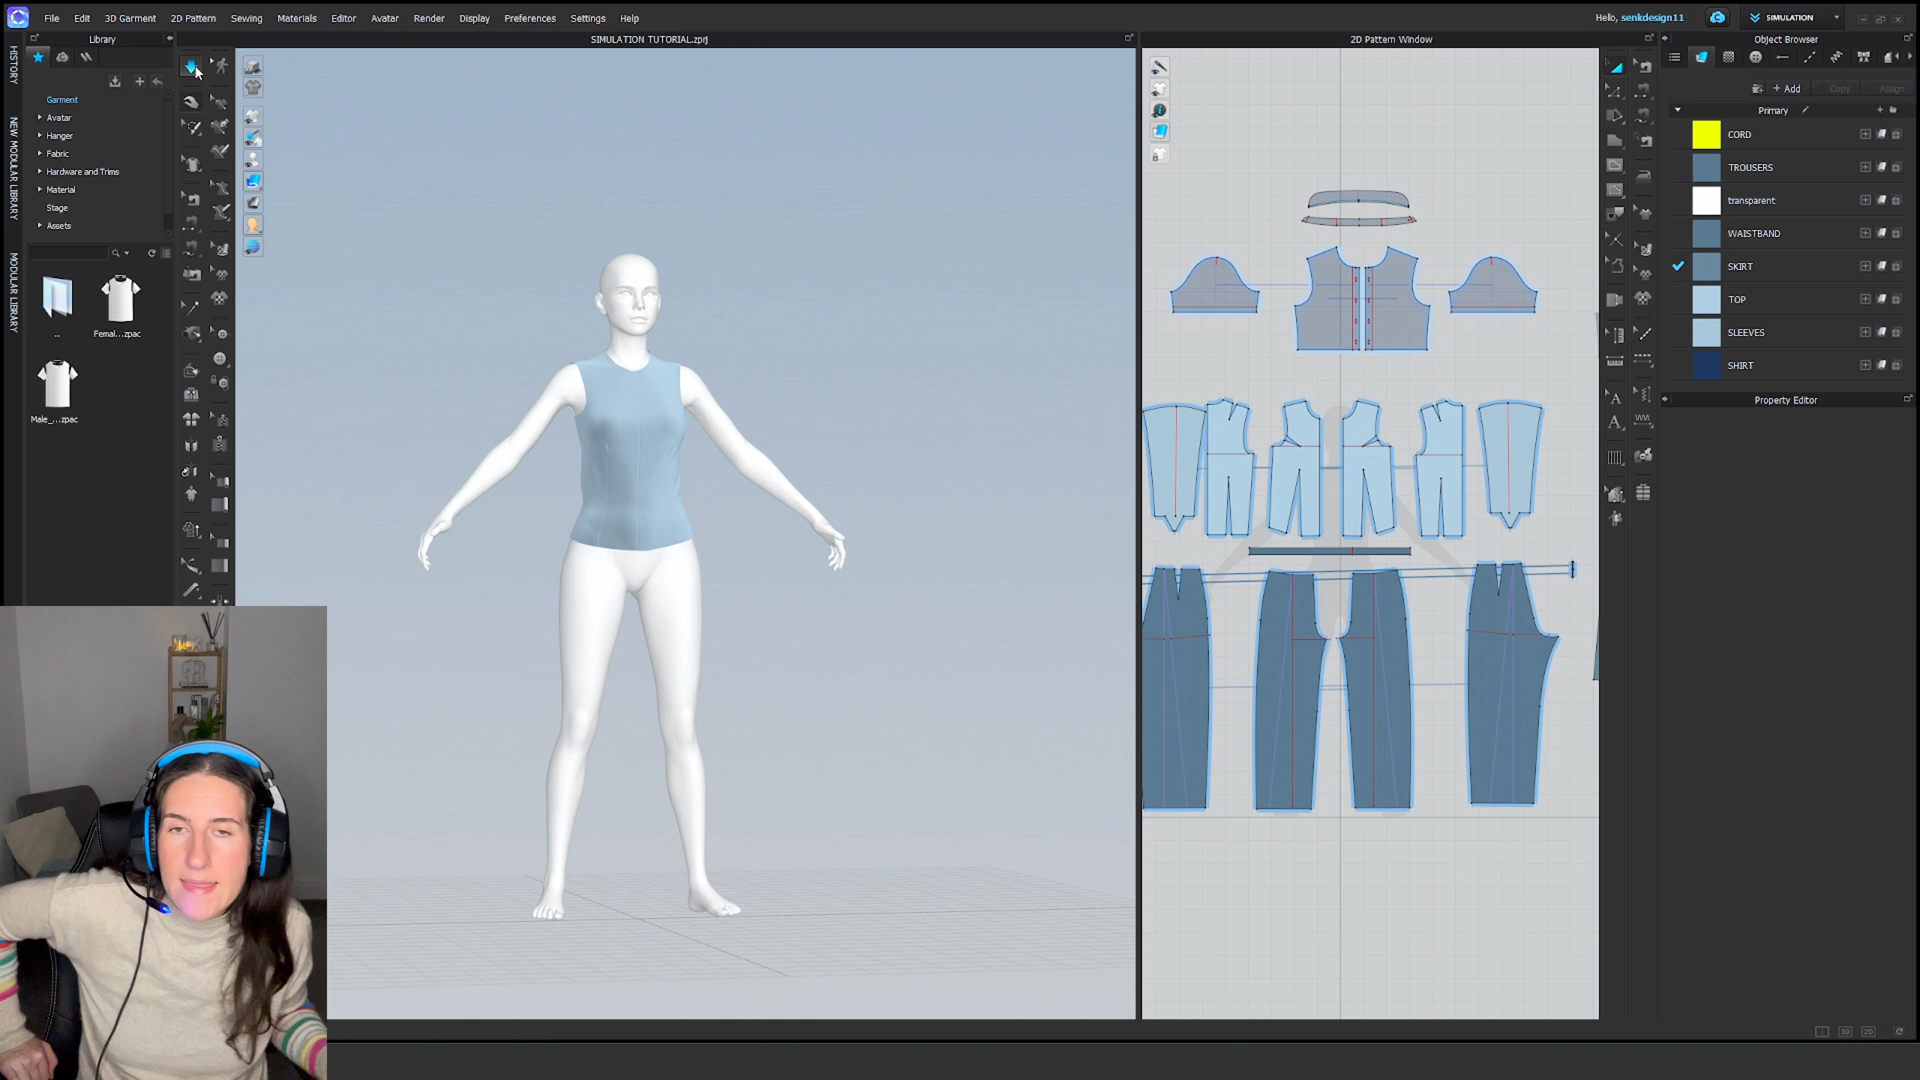 File Edit 3D Garment 2D Pattern Sewing Materials Editor Avatar Render Display Preferences Settings Help
Hello, senkdesign11
SIMULATION
Library
SIMULATION TUTORIAL.zprj
2D Pattern Window
Object Browser
HISTORY
NEW MODULAR LIBRARY
MODULAR LIBRARY
Garment
Avatar
Hanger
Fabric
Hardware and Trims
Material
Stage
Assets
..
Femal...zpac
Male_...zpac
+ Add
Copy
Assign
Primary
CORD
TROUSERS
transparent
WAISTBAND
SKIRT
TOP
SLEEVES
SHIRT
Property Editor
3D
2D